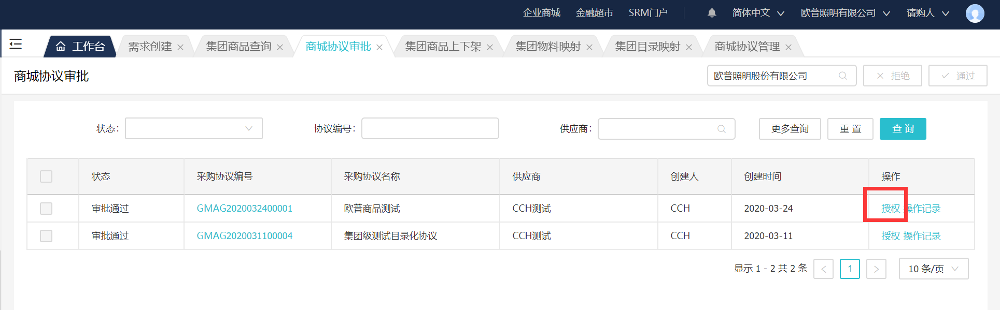 企业商城 金融超市 SRM门户 简体中文 欧普照明有限公司 请购人
工作台 需求创建 集团商品查询 商城协议审批 集团商品上下架 集团物料映射 集团目录映射 商城协议管理
商城协议审批 欧普照明股份有限公司 拒绝 通过
状态: 协议编号: 供应商: 更多查询 重置 查询
状态 采购协议编号 采购协议名称 供应商 创建人 创建时间 操作
审批通过 GMAG2020032400001 欧普商品测试 CCH测试 CCH 2020-03-24 授权 操作记录
审批通过 GMAG2020031100004 集团级测试目录化协议 CCH测试 CCH 2020-03-11 授权 操作记录
显示 1 - 2 共 2 条 < 1 > 10 条/页